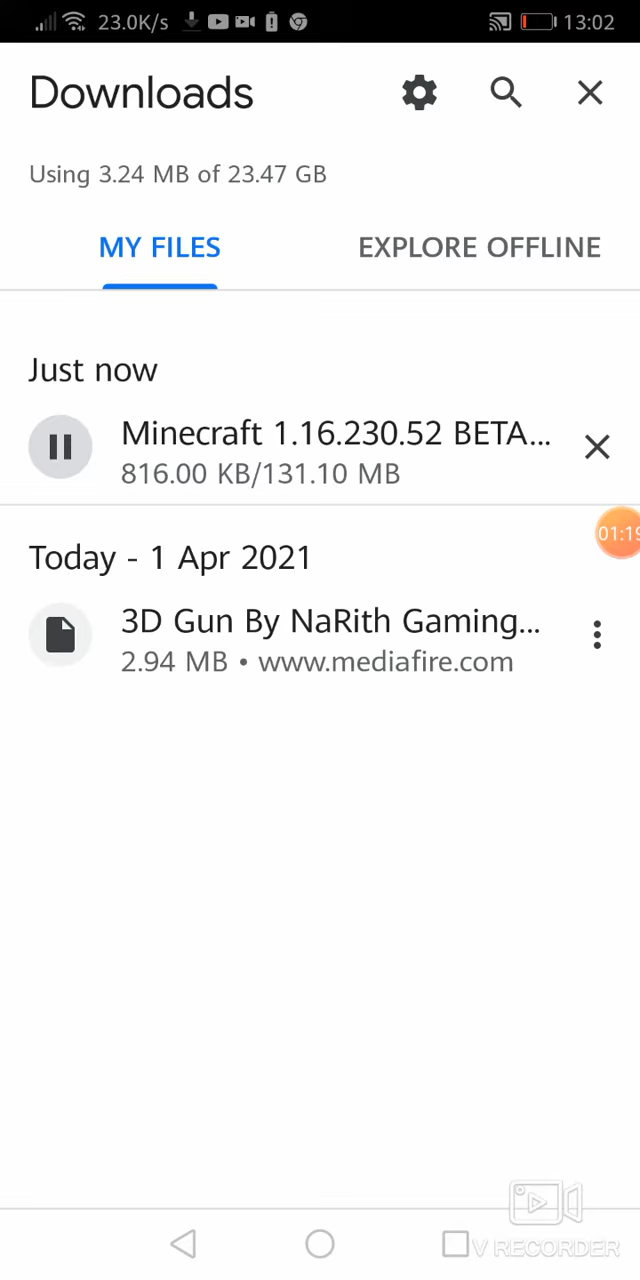 23.0K/s
13:02
Downloads
Using 3.24 MB of 23.47 GB
MY FILES
EXPLORE OFFLINE
Just now
Minecraft 1.16.230.52 BETA...
816.00 KB/131.10 MB
01:19
Today - 1 Apr 2021
3D Gun By NaRith Gaming...
2.94 MB • www.mediafire.com
V RECORDER